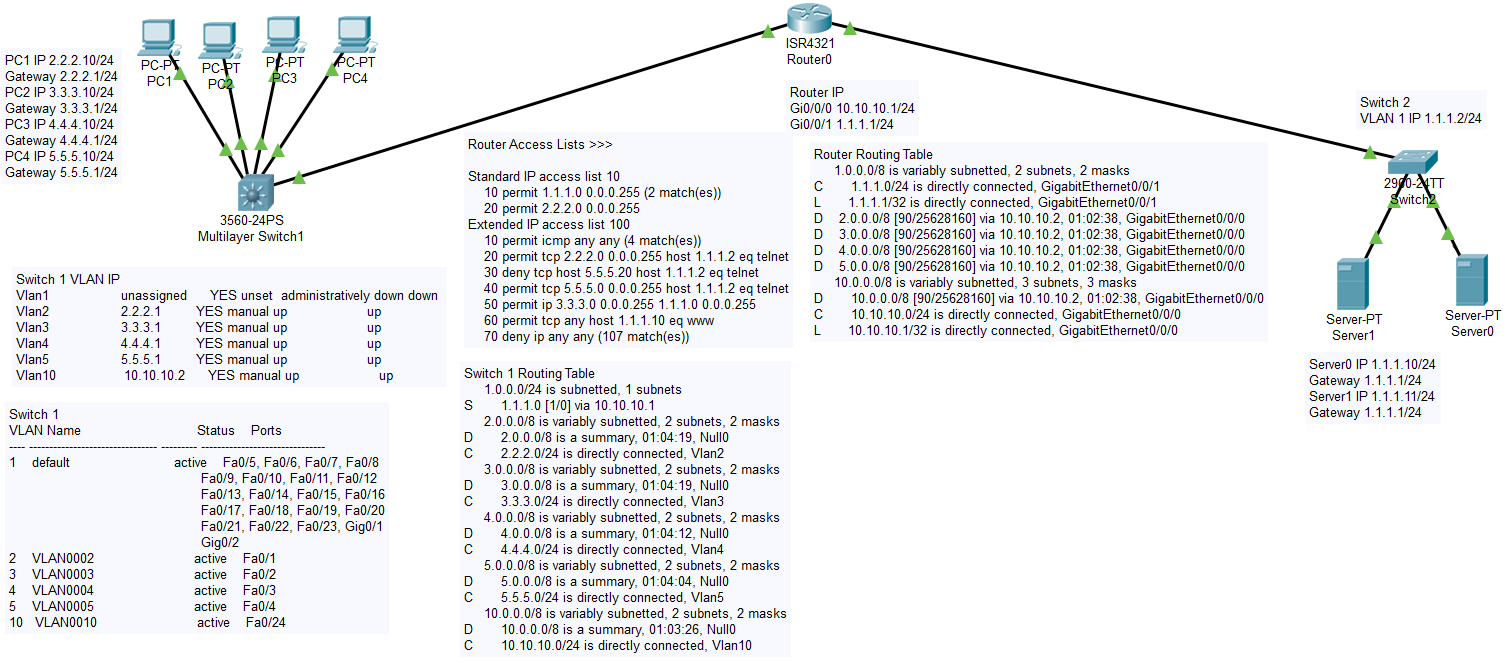 PC1 IP 2.2.2.10/24
Gateway 2.2.2.1/24
PC2 IP 3.3.3.10/24
Gateway 3.3.3.1/24
PC3 IP 4.4.4.10/24
Gateway 4.4.4.1/24
PC4 IP 5.5.5.10/24
Gateway 5.5.5.1/24
PC-PT
PC1
PC-PT
PC2
PC-PT
PC3
PC-PT
PC4
3560-24PS
Multilayer Switch1
ISR4321
Router0
Router IP
Gi0/0/0 10.10.10.1/24
Gi0/0/1 1.1.1.1/24
Switch 2
VLAN 1 IP 1.1.1.2/24
2960-24TT
Switch2
Server-PT
Server1
Server-PT
Server0
Server0 IP 1.1.1.10/24
Gateway 1.1.1.1/24
Server1 IP 1.1.1.11/24
Gateway 1.1.1.1/24
Router Access Lists >>>
Standard IP access list 10
10 permit 1.1.1.0 0.0.0.255 (2 match(es))
20 permit 2.2.2.0 0.0.0.255
Extended IP access list 100
10 permit icmp any any (4 match(es))
20 permit tcp 2.2.2.0 0.0.0.255 host 1.1.1.2 eq telnet
30 deny tcp host 5.5.5.20 host 1.1.1.2 eq telnet
40 permit tcp 5.5.5.0 0.0.0.255 host 1.1.1.2 eq telnet
50 permit ip 3.3.3.0 0.0.0.255 1.1.1.0 0.0.0.255
60 permit tcp any host 1.1.1.10 eq www
70 deny ip any any (107 match(es))
Router Routing Table
1.0.0.0/8 is variably subnetted, 2 subnets, 2 masks
C 1.1.1.0/24 is directly connected, GigabitEthernet0/0/1
L 1.1.1.1/32 is directly connected, GigabitEthernet0/0/1
D 2.0.0.0/8 [90/25628160] via 10.10.10.2, 01:02:38, GigabitEthernet0/0/0
D 3.0.0.0/8 [90/25628160] via 10.10.10.2, 01:02:38, GigabitEthernet0/0/0
D 4.0.0.0/8 [90/25628160] via 10.10.10.2, 01:02:38, GigabitEthernet0/0/0
D 5.0.0.0/8 [90/25628160] via 10.10.10.2, 01:02:38, GigabitEthernet0/0/0
10.0.0.0/8 is variably subnetted, 3 subnets, 3 masks
D 10.0.0.0/8 [90/25628160] via 10.10.10.2, 01:02:38, GigabitEthernet0/0/0
C 10.10.10.0/24 is directly connected, GigabitEthernet0/0/0
L 10.10.10.1/32 is directly connected, GigabitEthernet0/0/0
Switch 1 VLAN IP
Vlan1 unassigned YES unset administratively down down
Vlan2 2.2.2.1 YES manual up up
Vlan3 3.3.3.1 YES manual up up
Vlan4 4.4.4.1 YES manual up up
Vlan5 5.5.5.1 YES manual up up
Vlan10 10.10.10.2 YES manual up up
Switch 1
VLAN Name Status Ports
---- -------------------------------- --------- -------------------------------
1 default active Fa0/5, Fa0/6, Fa0/7, Fa0/8
Fa0/9, Fa0/10, Fa0/11, Fa0/12
Fa0/13, Fa0/14, Fa0/15, Fa0/16
Fa0/17, Fa0/18, Fa0/19, Fa0/20
Fa0/21, Fa0/22, Fa0/23, Gig0/1
Gig0/2
2 VLAN0002 active Fa0/1
3 VLAN0003 active Fa0/2
4 VLAN0004 active Fa0/3
5 VLAN0005 active Fa0/4
10 VLAN0010 active Fa0/24
Switch 1 Routing Table
1.0.0.0/24 is subnetted, 1 subnets
S 1.1.1.0 [1/0] via 10.10.10.1
2.0.0.0/8 is variably subnetted, 2 subnets, 2 masks
D 2.0.0.0/8 is a summary, 01:04:19, Null0
C 2.2.2.0/24 is directly connected, Vlan2
3.0.0.0/8 is variably subnetted, 2 subnets, 2 masks
D 3.0.0.0/8 is a summary, 01:04:19, Null0
C 3.3.3.0/24 is directly connected, Vlan3
4.0.0.0/8 is variably subnetted, 2 subnets, 2 masks
D 4.0.0.0/8 is a summary, 01:04:12, Null0
C 4.4.4.0/24 is directly connected, Vlan4
5.0.0.0/8 is variably subnetted, 2 subnets, 2 masks
D 5.0.0.0/8 is a summary, 01:04:04, Null0
C 5.5.5.0/24 is directly connected, Vlan5
10.0.0.0/8 is variably subnetted, 2 subnets, 2 masks
D 10.0.0.0/8 is a summary, 01:03:26, Null0
C 10.10.10.0/24 is directly connected, Vlan10